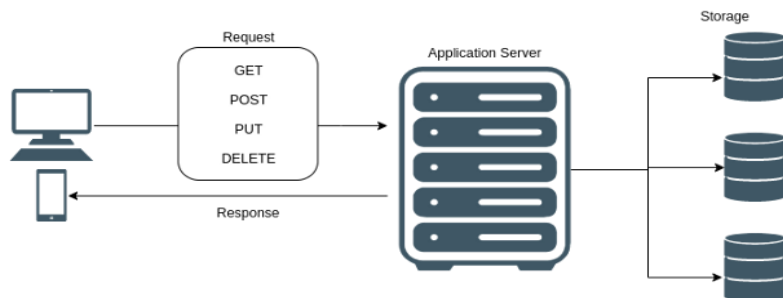 Storage
Request
Application Server
GET
POST
PUT
DELETE
Response